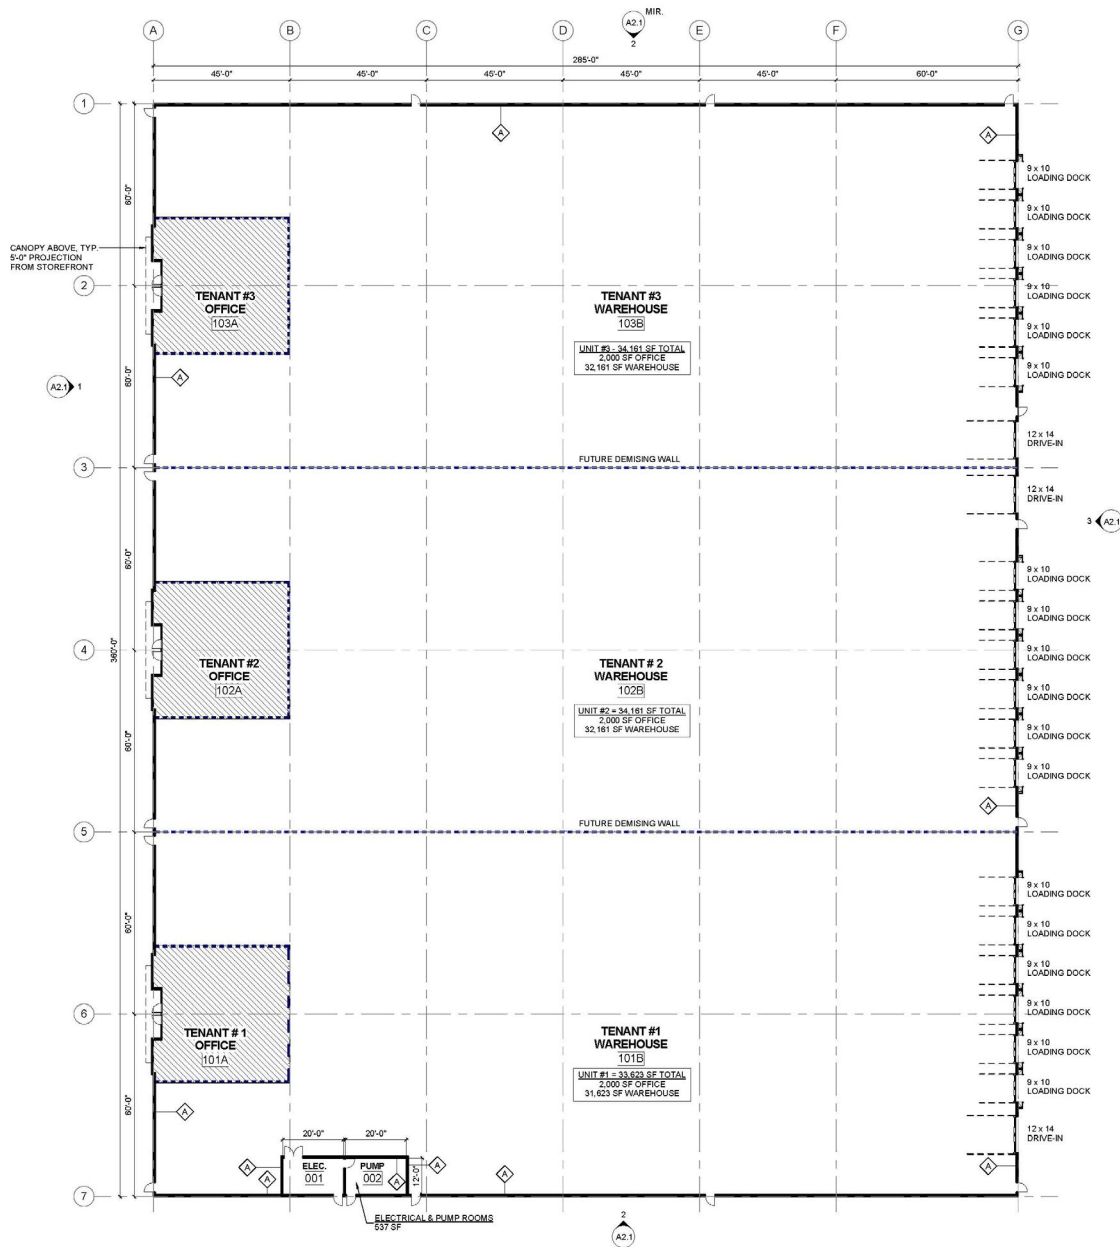 MIR.
A2.1
2
A
B
C
D
E
F
G
285'-0"
45'-0"
45'-0"
45'-0"
45'-0"
45'-0"
60'-0"
1
A
A
9 x 10
LOADING DOCK
60'-0"
9 x 10
LOADING DOCK
CANOPY ABOVE, TYP.
5'-0" PROJECTION
FROM STOREFRONT
9 x 10
LOADING DOCK
2
TENANT #3
OFFICE
103A
TENANT #3
WAREHOUSE
103B
9 x 10
LOADING DOCK
9 x 10
LOADING DOCK
UNIT #3 - 34,161 SF TOTAL
2,000 SF OFFICE
32,161 SF WAREHOUSE
9 x 10
LOADING DOCK
A
60'-0"
A2.1
1
12 x 14
DRIVE-IN
3
FUTURE DEMISING WALL
12 x 14
DRIVE-IN
3
A2.1
60'-0"
9 x 10
LOADING DOCK
9 x 10
LOADING DOCK
4
360'-0"
TENANT #2
OFFICE
102A
TENANT # 2
WAREHOUSE
102B
9 x 10
LOADING DOCK
9 x 10
LOADING DOCK
UNIT #2 = 34,161 SF TOTAL
2,000 SF OFFICE
32,161 SF WAREHOUSE
9 x 10
LOADING DOCK
60'-0"
9 x 10
LOADING DOCK
A
5
FUTURE DEMISING WALL
9 x 10
LOADING DOCK
60'-0"
9 x 10
LOADING DOCK
9 x 10
LOADING DOCK
6
TENANT # 1
OFFICE
101A
TENANT #1
WAREHOUSE
101B
9 x 10
LOADING DOCK
9 x 10
LOADING DOCK
UNIT #1 = 33,623 SF TOTAL
2,000 SF OFFICE
31,623 SF WAREHOUSE
9 x 10
LOADING DOCK
60'-0"
A
12 x 14
DRIVE-IN
20'-0"
20'-0"
A
A
ELEC.
001
PUMP
002
A
A
12'-0"
A
A
7
ELECTRICAL & PUMP ROOMS
537 SF
2
A2.1